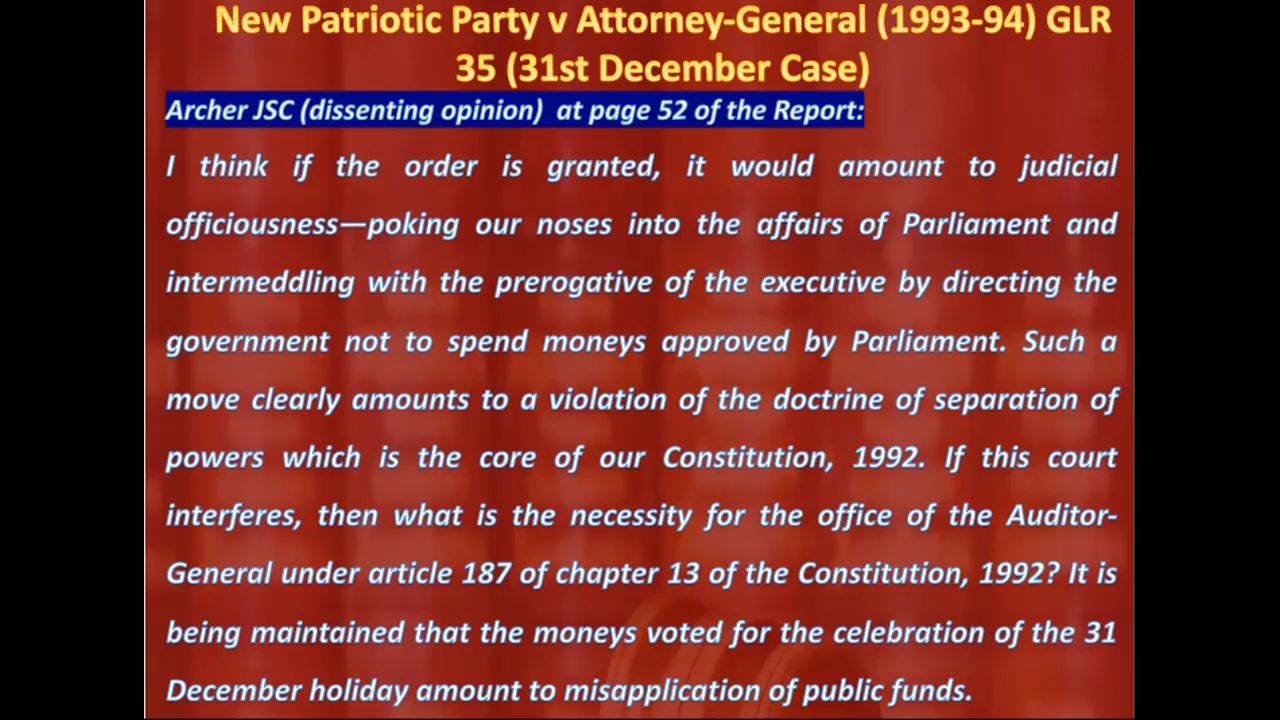 New Patriotic Party v Attorney-General (1993-94) GLR
35 (31st December Case)
Archer JSC (dissenting opinion) at page 52 of the Report:
I think if the order is granted, it would amount to judicial
officiousness—poking our noses into the affairs of Parliament and
intermeddling with the prerogative of the executive by directing the
government not to spend moneys approved by Parliament. Such a
move clearly amounts to a violation of the doctrine of separation of
powers which is the core of our Constitution, 1992. If this court
interferes, then what is the necessity for the office of the Auditor-
General under article 187 of chapter 13 of the Constitution, 1992? It is
being maintained that the moneys voted for the celebration of the 31
December holiday amount to misapplication of public funds.